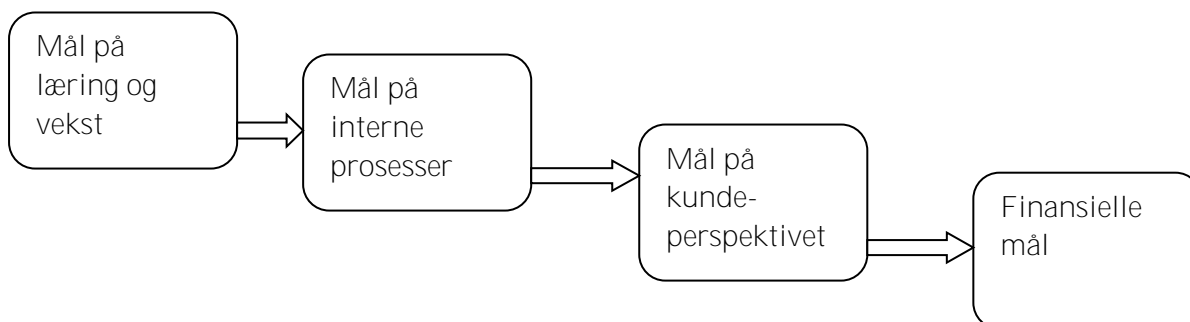 Mål på
læring og
vekst
Mål på
interne
prosesser
Mål på
kunde-
perspektivet
Finansielle
mål